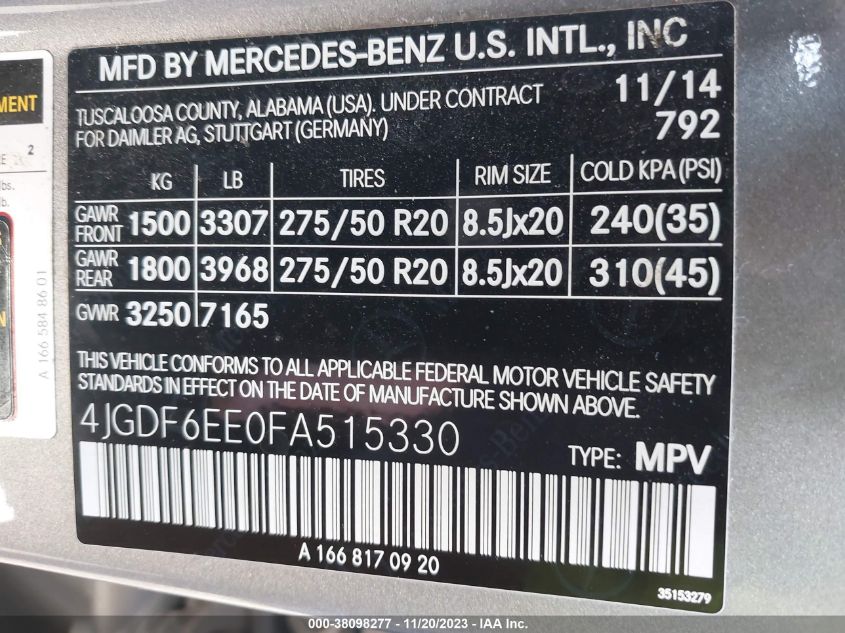 MFD BY MERCEDES-BENZ U.S. INTL., INC
TUSCALOOSA COUNTY, ALABAMA (USA). UNDER CONTRACT
FOR DAIMLER AG, STUTTGART (GERMANY)
11/14
792
KG LB TIRES RIM SIZE COLD KPA (PSI)
GAWR FRONT 1500 3307 275/50 R20 8.5Jx20 240(35)
GAWR REAR 1800 3968 275/50 R20 8.5Jx20 310(45)
GVWR 3250 7165
THIS VEHICLE CONFORMS TO ALL APPLICABLE FEDERAL MOTOR VEHICLE SAFETY
STANDARDS IN EFFECT ON THE DATE OF MANUFACTURE SHOWN ABOVE.
4JGDF6EE0FA515330
TYPE: MPV
A 166 817 09 20
35153279
A 166 584 86 01
2
lbs.
lb.
000-38098277 - 11/20/2023 - IAA Inc.